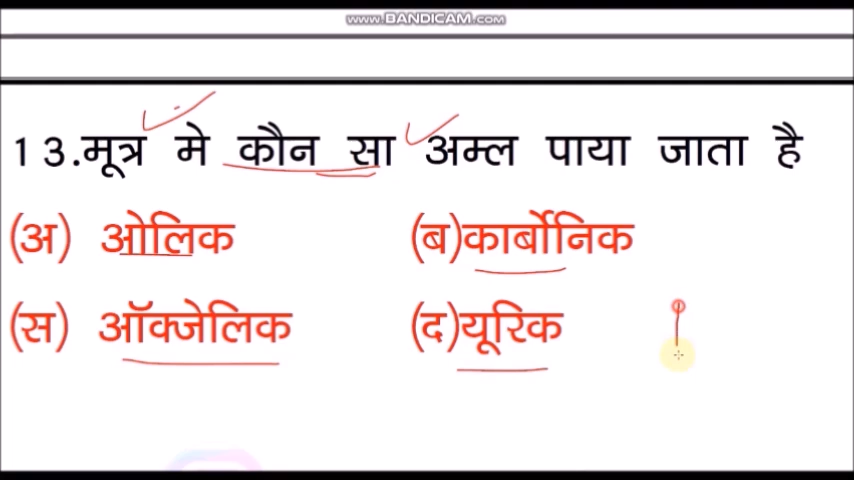 www.BANDICAM.com
13.मूत्र मे कौन सा अम्ल पाया जाता है
(अ) ओलिक (ब)कार्बोनिक
(स) ऑक्जेलिक (द)यूरिक